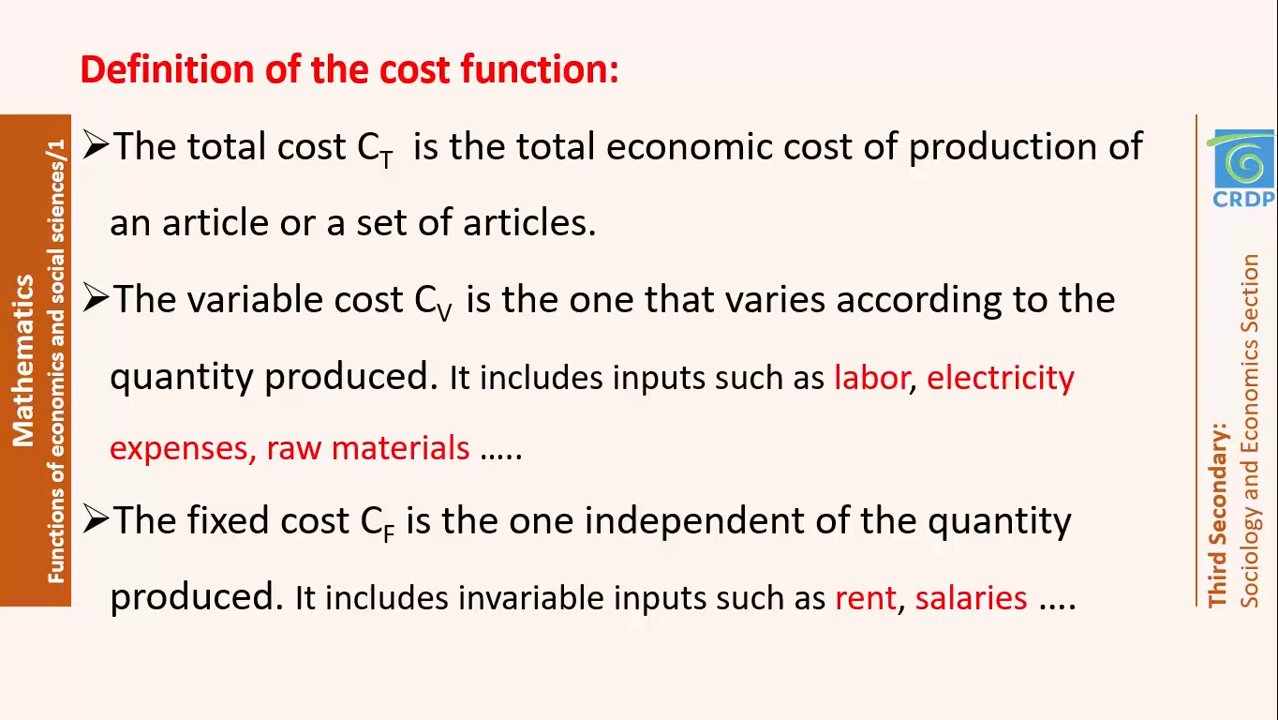 Definition of the cost function:
➢The total cost C_T is the total economic cost of production of
an article or a set of articles.
➢The variable cost C_V is the one that varies according to the
quantity produced. It includes inputs such as labor, electricity
expenses, raw materials …..
➢The fixed cost C_F is the one independent of the quantity
produced. It includes invariable inputs such as rent, salaries ….
Mathematics
Functions of economics and social sciences/1
CRDP
Third Secondary:
Sociology and Economics Section